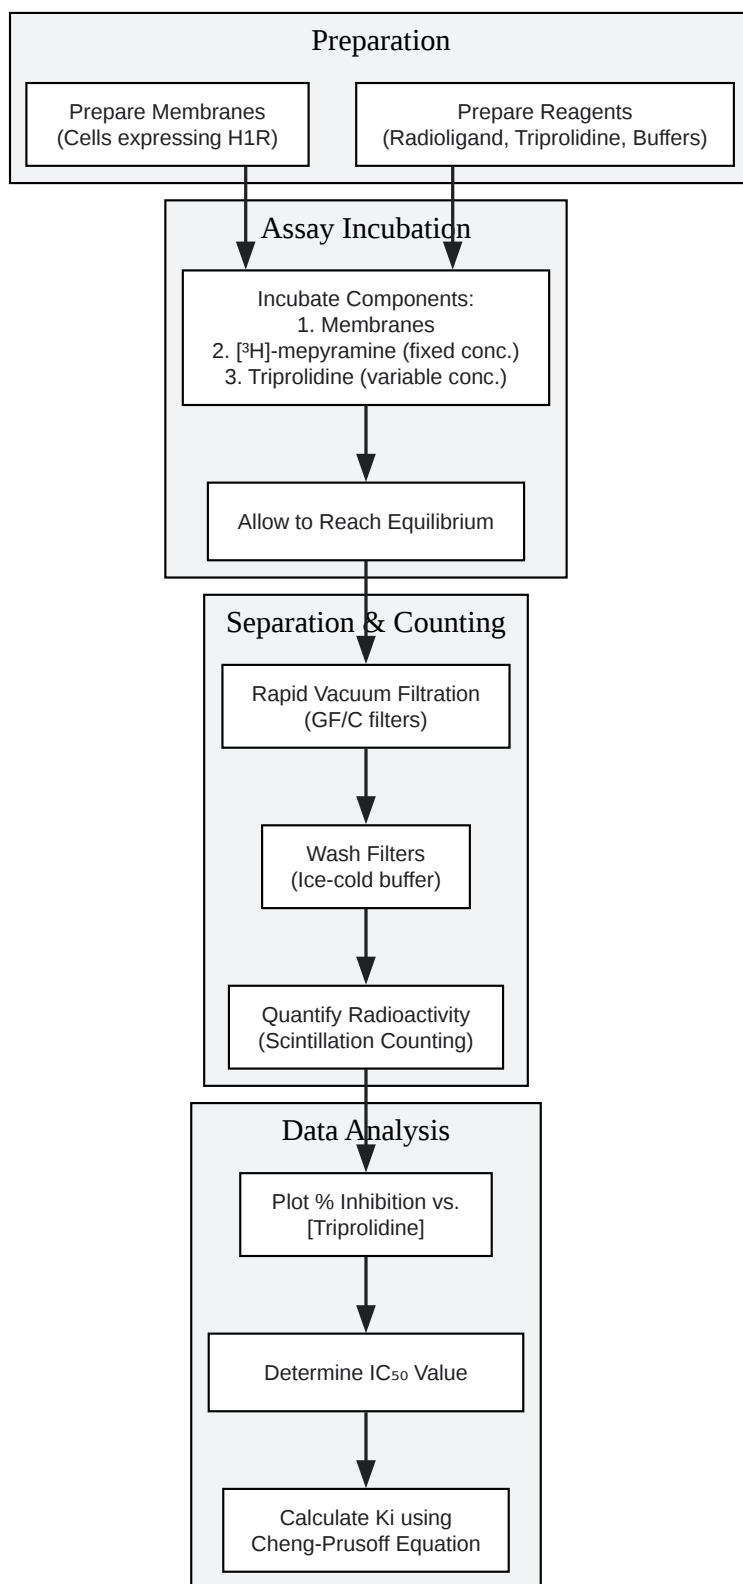 Preparation
Prepare Membranes
(Cells expressing H1R)
Prepare Reagents
(Radioligand, Triprolidine, Buffers)
Assay Incubation
Incubate Components:
1. Membranes
2. [³H]-mepyramine (fixed conc.)
3. Triprolidine (variable conc.)
Allow to Reach Equilibrium
Separation & Counting
Rapid Vacuum Filtration
(GF/C filters)
Wash Filters
(Ice-cold buffer)
Quantify Radioactivity
(Scintillation Counting)
Data Analysis
Plot % Inhibition vs.
[Triprolidine]
Determine IC₅₀ Value
Calculate Ki using
Cheng-Prusoff Equation